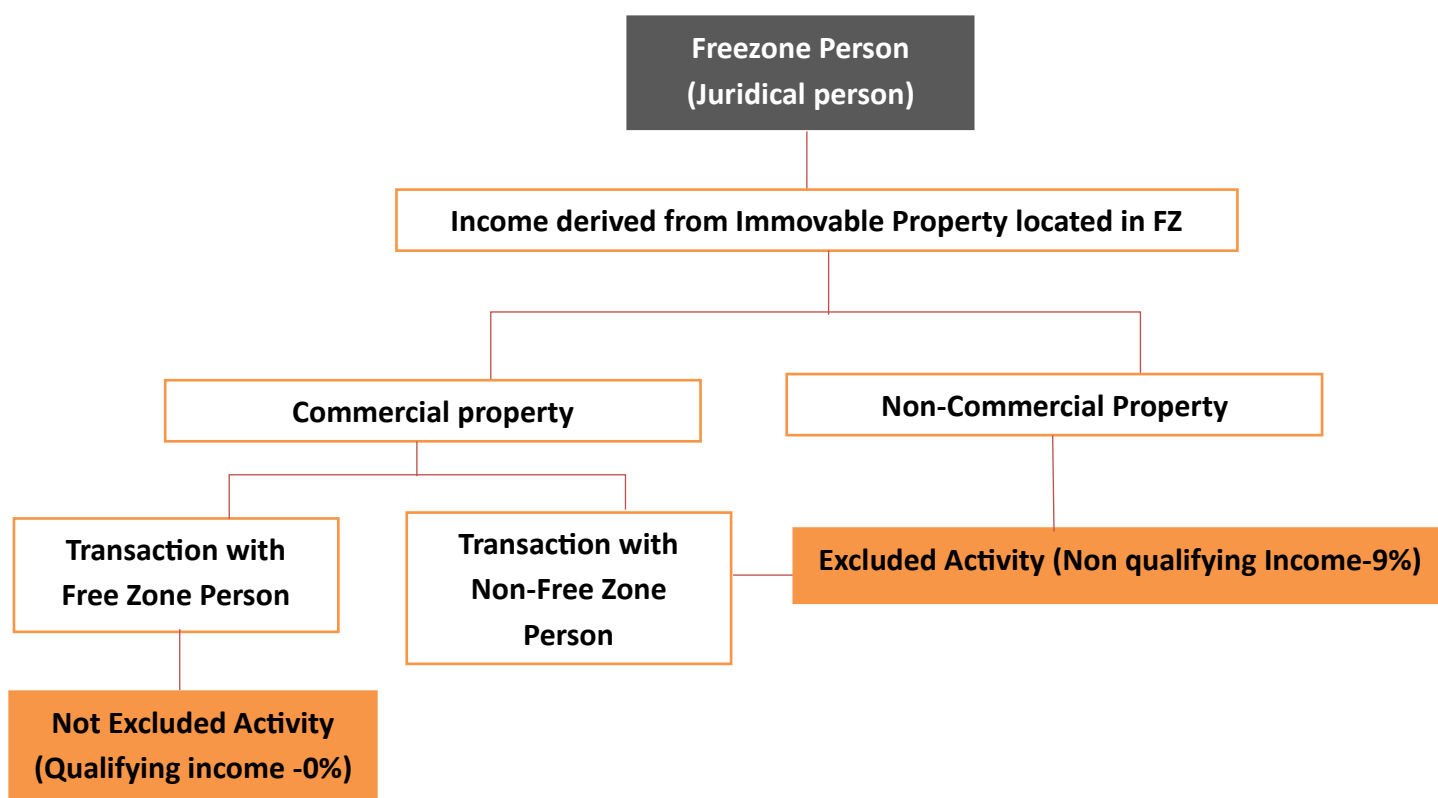 Freezone Person
(Juridical person)
Income derived from Immovable Property located in FZ
Commercial property
Non-Commercial Property
Transaction with
Free Zone Person
Transaction with
Non-Free Zone
Person
Excluded Activity (Non qualifying Income-9%)
Not Excluded Activity
(Qualifying income -0%)